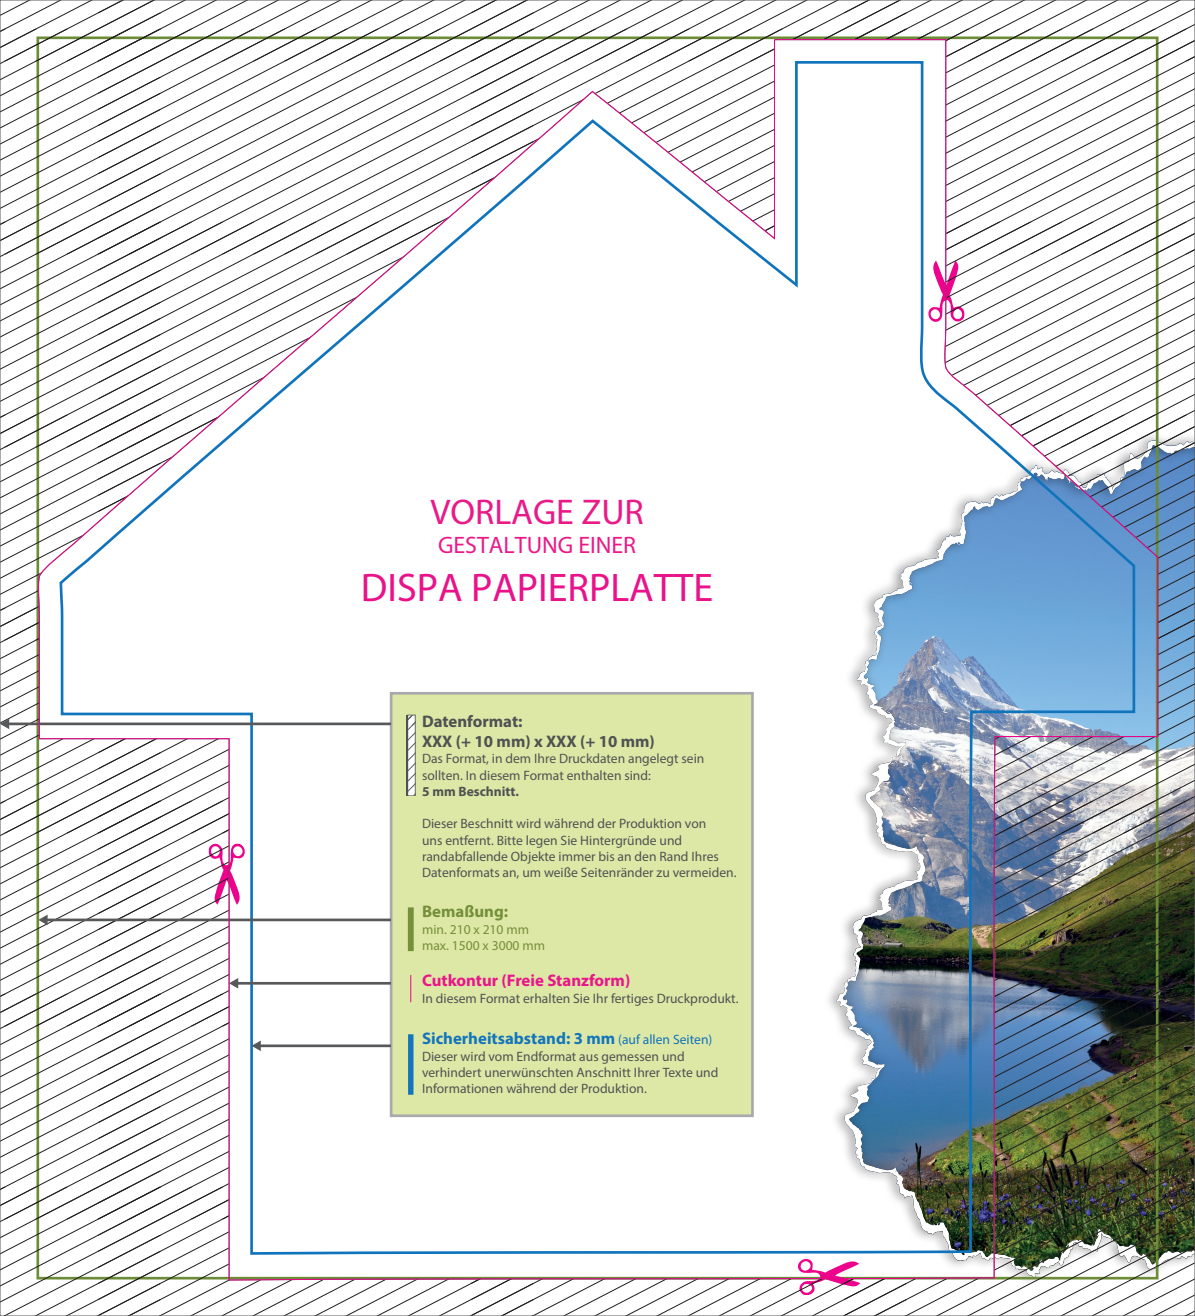 VORLAGE ZUR
GESTALTUNG EINER
DISPA PAPIERPLATTE
Datenformat:
XXX (+ 10 mm) x XXX (+ 10 mm)
Das Format, in dem Ihre Druckdaten angelegt sein
sollten. In diesem Format enthalten sind:
5 mm Beschnitt.
Dieser Beschnitt wird während der Produktion von
uns entfernt. Bitte legen Sie Hintergründe und
randabfallende Objekte immer bis an den Rand Ihres
Datenformats an, um weiße Seitenränder zu vermeiden.
Bemaßung:
min. 210 x 210 mm
max. 1500 x 3000 mm
Cutkontur (Freie Stanzform)
In diesem Format erhalten Sie Ihr fertiges Druckprodukt.
Sicherheitsabstand: 3 mm (auf allen Seiten)
Dieser wird vom Endformat aus gemessen und
verhindert unerwünschten Anschnitt Ihrer Texte und
Informationen während der Produktion.